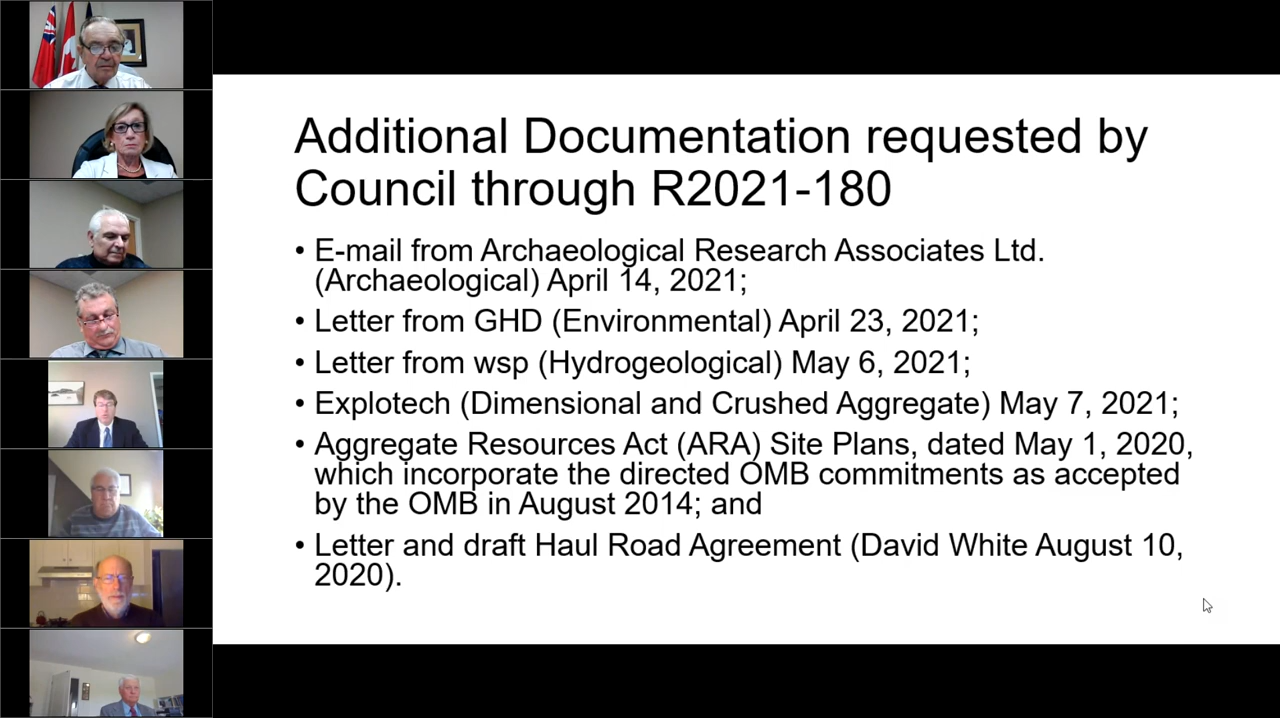 Additional Documentation requested by
Council through R2021-180
• E-mail from Archaeological Research Associates Ltd.
(Archaeological) April 14, 2021;
• Letter from GHD (Environmental) April 23, 2021;
• Letter from wsp (Hydrogeological) May 6, 2021;
• Explotech (Dimensional and Crushed Aggregate) May 7, 2021;
• Aggregate Resources Act (ARA) Site Plans, dated May 1, 2020,
which incorporate the directed OMB commitments as accepted
by the OMB in August 2014; and
• Letter and draft Haul Road Agreement (David White August 10,
2020).